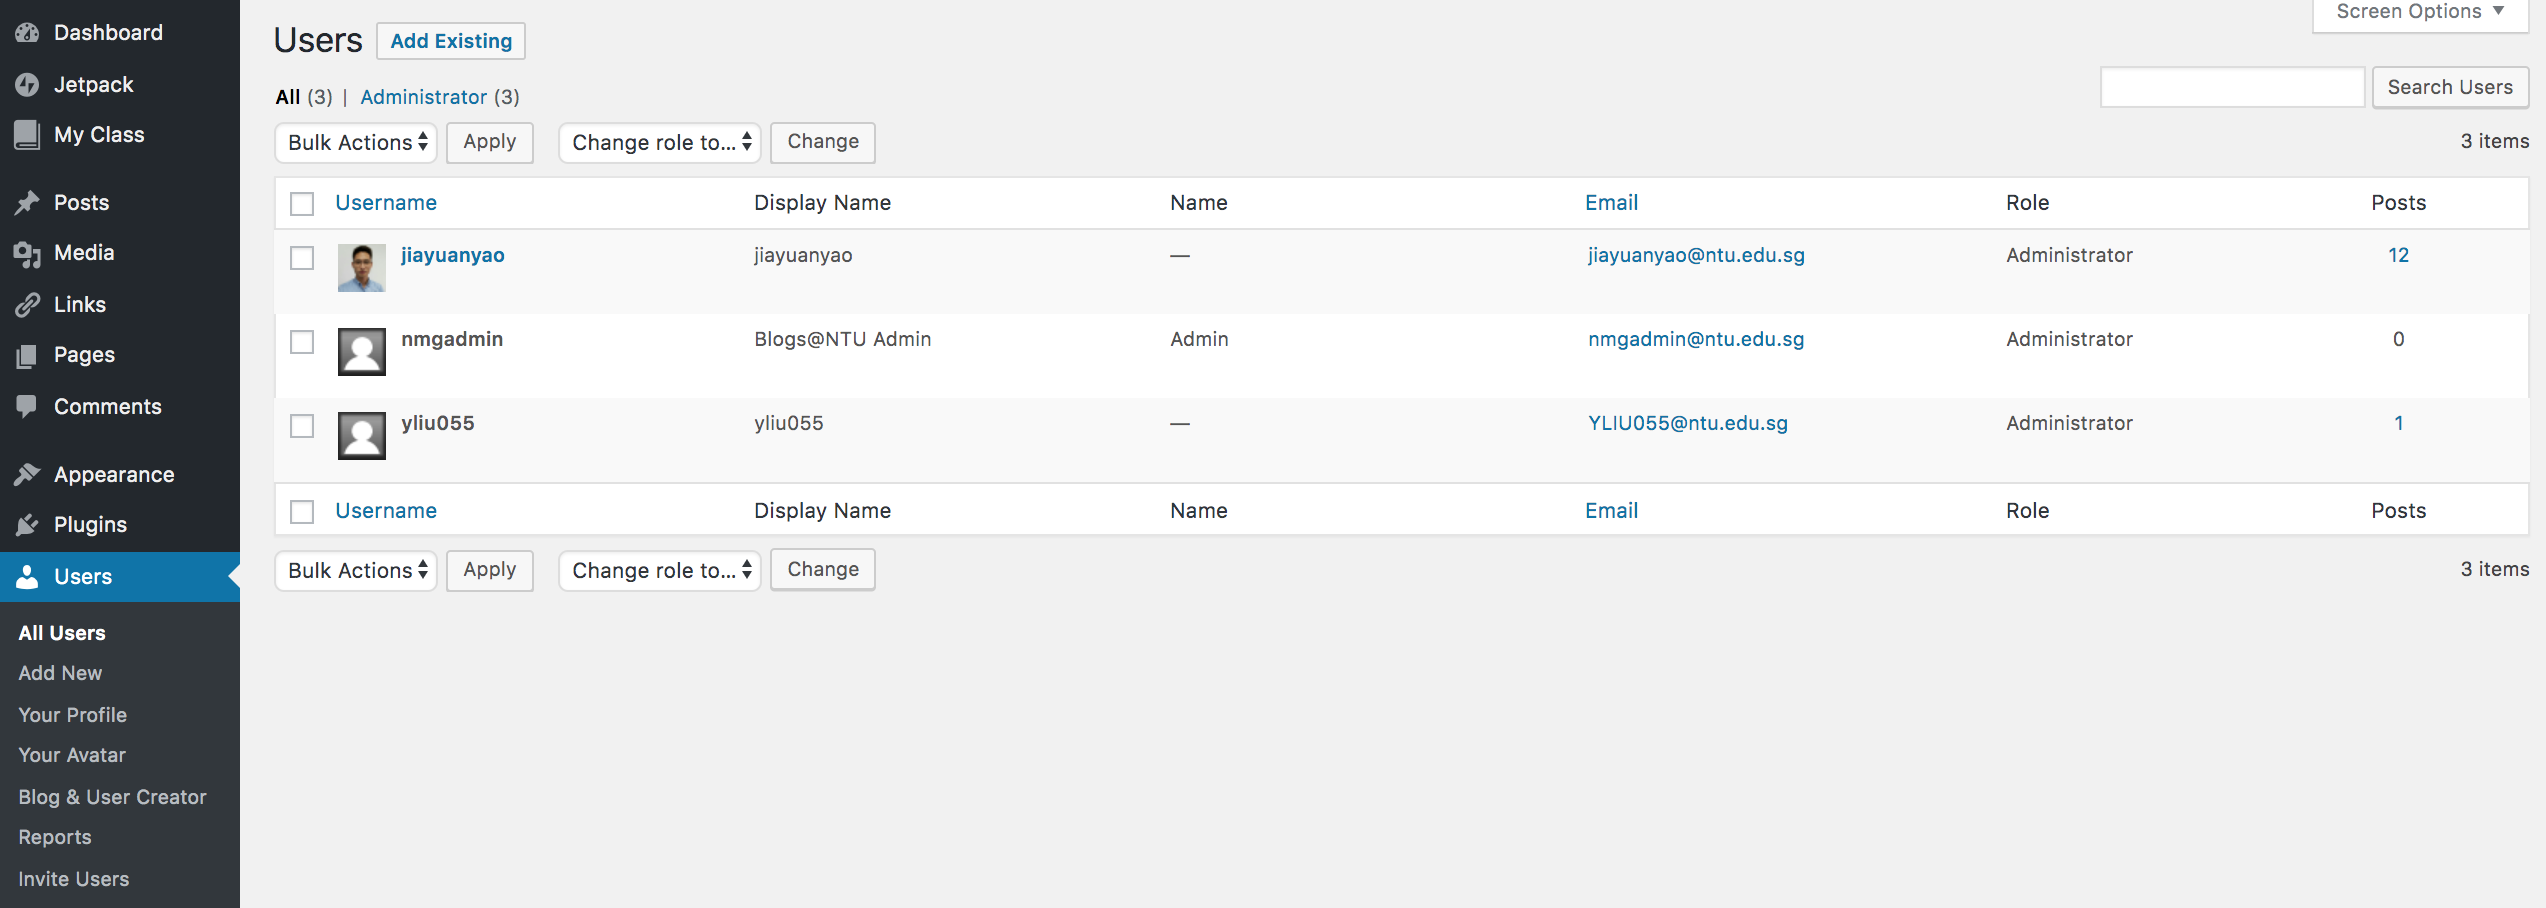 Dashboard
Jetpack
My Class
Posts
Media
Links
Pages
Comments
Appearance
Plugins
Users
All Users
Add New
Your Profile
Your Avatar
Blog & User Creator
Reports
Invite Users
Screen Options
Users Add Existing
All (3) | Administrator (3)
Search Users
Bulk Actions Apply Change role to... Change 3 items
Username Display Name Name Email Role Posts
jiayuanyao jiayuanyao — jiayuanyao@ntu.edu.sg Administrator 12
nmgadmin Blogs@NTU Admin Admin nmgadmin@ntu.edu.sg Administrator 0
yliu055 yliu055 — YLIU055@ntu.edu.sg Administrator 1
Username Display Name Name Email Role Posts
Bulk Actions Apply Change role to... Change 3 items